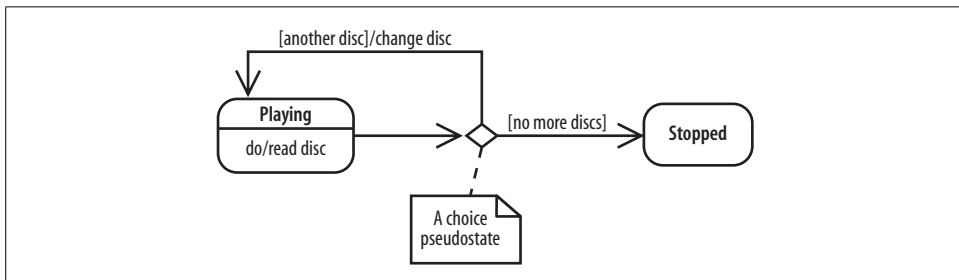 [another disc]/change disc
Playing
do/read disc
[no more discs]
Stopped
A choice
pseudostate